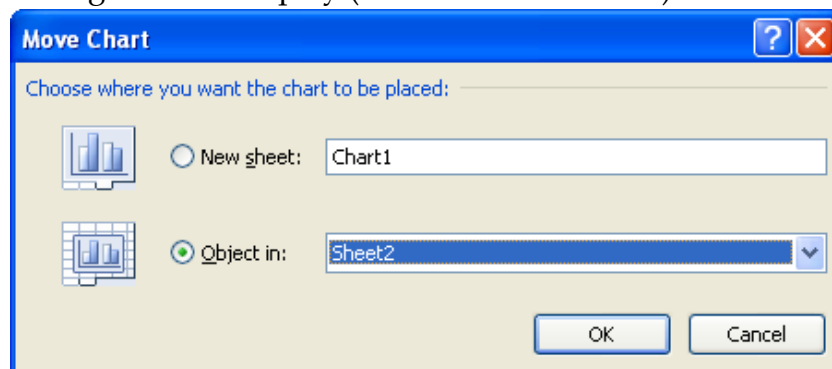 Move Chart
Choose where you want the chart to be placed:
New sheet: Chart1
Object in: Sheet2
OK Cancel